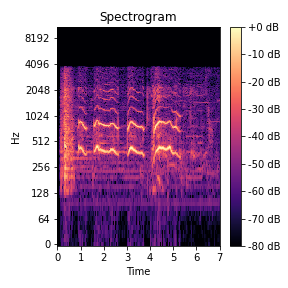 Spectrogram
8192
4096
2048
1024
512
256
128
64
0
Hz
0 1 2 3 4 5 6 7
Time
+0 dB
-10 dB
-20 dB
-30 dB
-40 dB
-50 dB
-60 dB
-70 dB
-80 dB